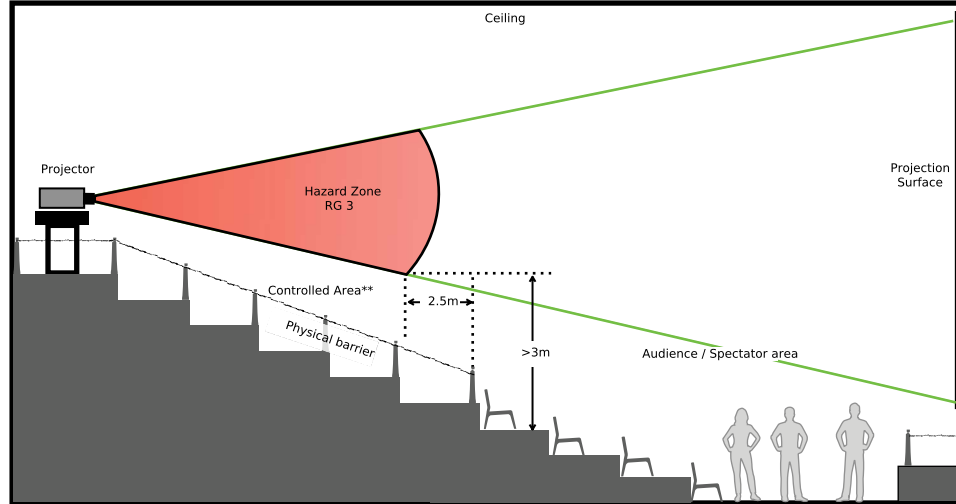 Ceiling
Projector
Projection
Surface
Hazard Zone
RG 3
Controlled Area**
2.5m
Physical barrier
>3m
Audience / Spectator area